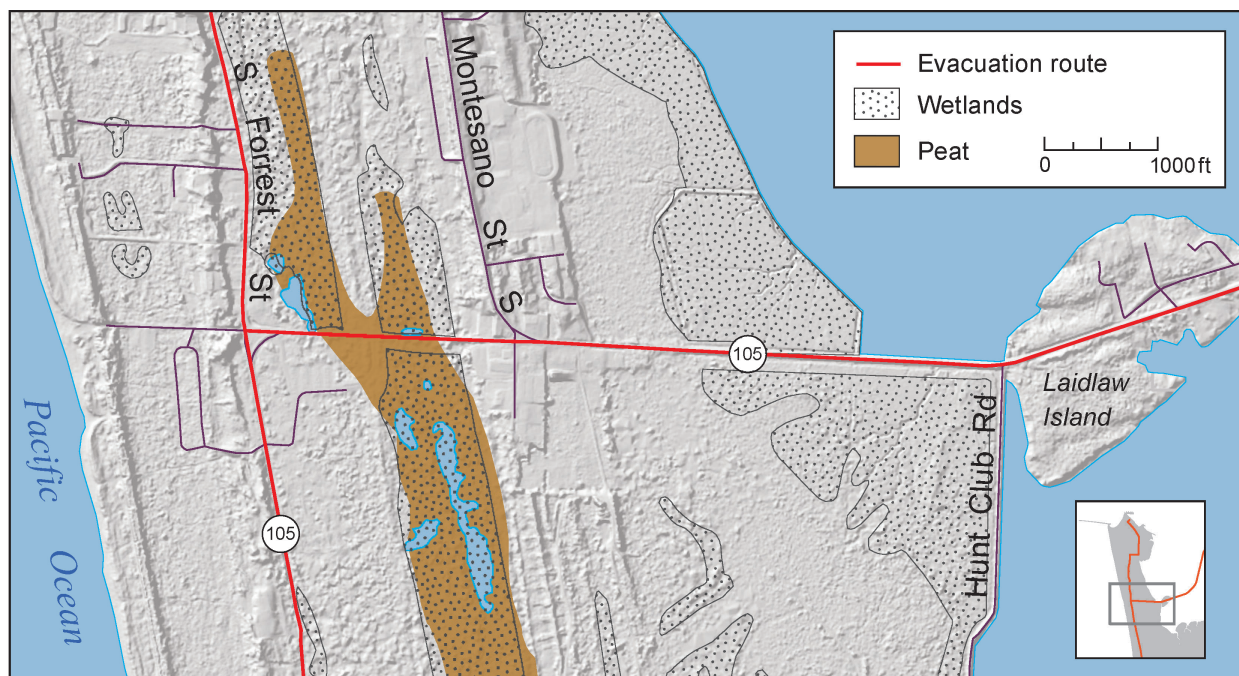 Evacuation route
Wetlands
Peat
0 1000 ft
S Forrest St
Montesano St S
105
Laidlaw
Island
Hunt Club Rd
Pacific Ocean
105